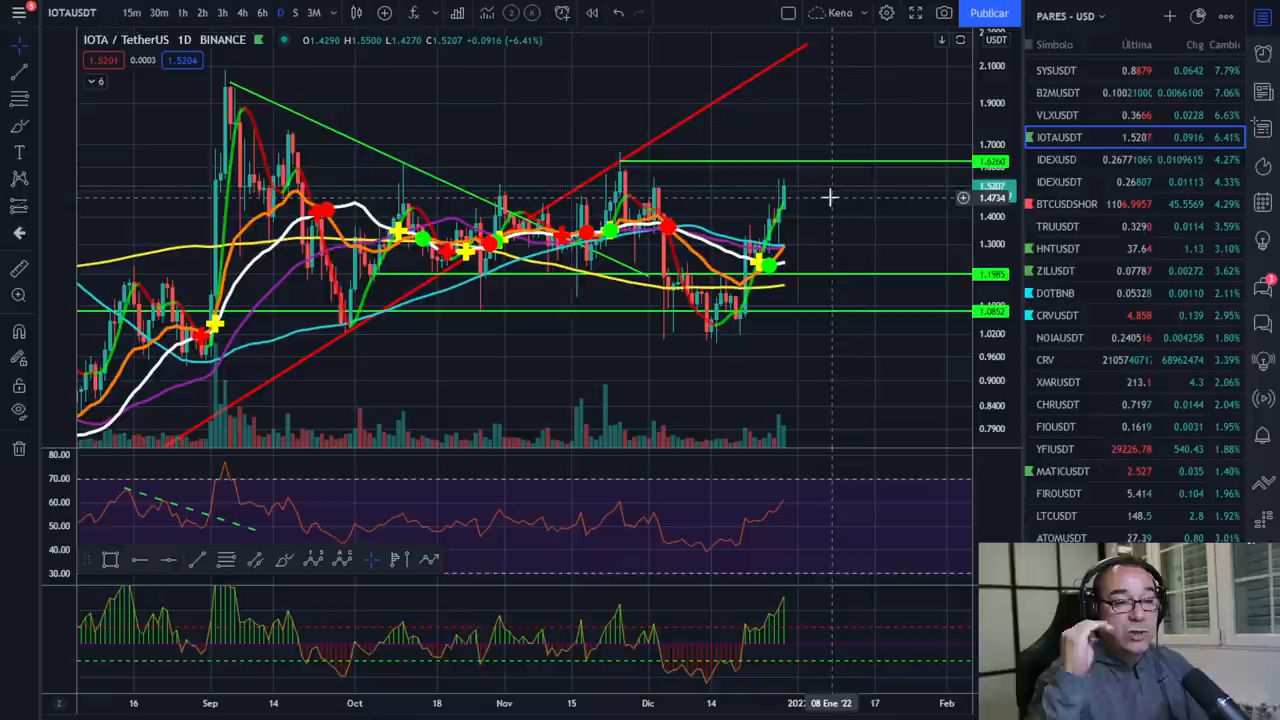 IOTAUSDT 15m 30m 1h 2h 3h 4h 6h D S 3M Keno Publicar
IOTA / TetherUS 1D BINANCE O1.4290 H1.5500 L1.4270 C1.5207 +0.0916 (+6.41%)
1.5201 0.0003 1.5204
6
USDT
2.1000
1.9000
1.7000
1.6260
1.5207
1.4734
1.4000
1.3000
1.1985
1.0852
1.0200
0.9600
0.9000
0.8400
0.7900
80.00
70.00
60.00
50.00
40.00
30.00
16 Sep 14 Oct 18 Nov 15 Dic 14 2022 08 Ene '22 17 Feb
PARES - USD
Símbolo Última Chg Cambio
SYSUSDT 0.8879 0.0642 7.79%
B2MUSDT 0.10021000 0.0066100 7.06%
VLXUSDT 0.3666 0.0228 6.63%
IOTAUSDT 1.5207 0.0916 6.41%
IDEXUSD 0.2677106 0.0109615 4.27%
IDEXUSDT 0.26807 0.01113 4.33%
BTCUSDSHOR 1106.9957 45.5569 4.29%
TRUUSDT 0.3290 0.0114 3.59%
HNTUSDT 37.64 1.13 3.10%
ZILUSDT 0.07787 0.00272 3.62%
DOTBNB 0.05328 0.00110 2.11%
CRVUSDT 4.858 0.139 2.95%
NOIAUSDT 0.240516 0.004258 1.80%
CRV 210574071 68962474 3.39%
XMRUSDT 213.1 4.3 2.06%
CHRUSDT 0.7197 0.0144 2.04%
FIOUSDT 0.1619 0.0031 1.95%
YFIUSDT 29226.78 540.43 1.88%
MATICUSDT 2.527 0.035 1.40%
FIROUSDT 5.414 0.104 1.96%
LTCUSDT 148.5 2.8 1.92%
ATOMUSDT 27.39 0.80 3.01%